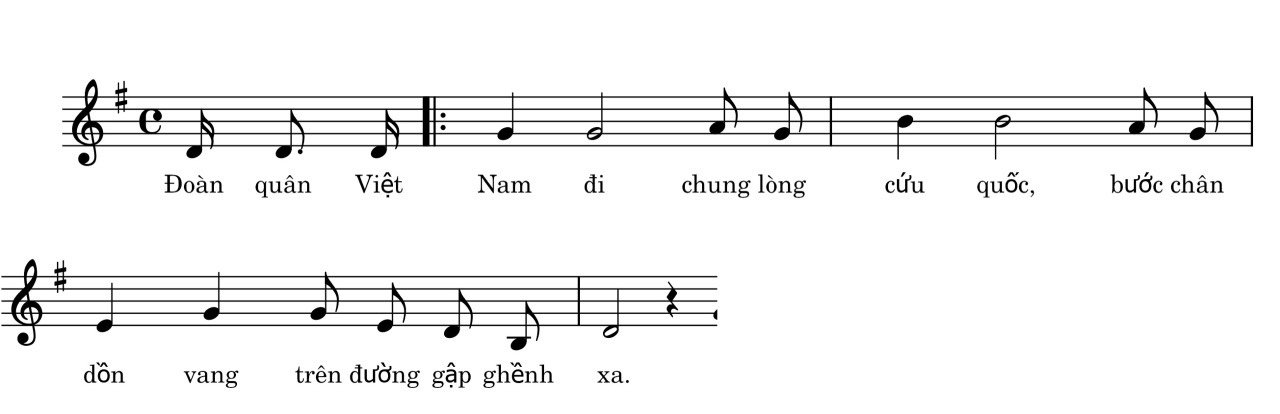 Đoàn quân Việt Nam đi chung lòng cứu quốc, bước chân
dồn vang trên đường gập ghềnh xa.